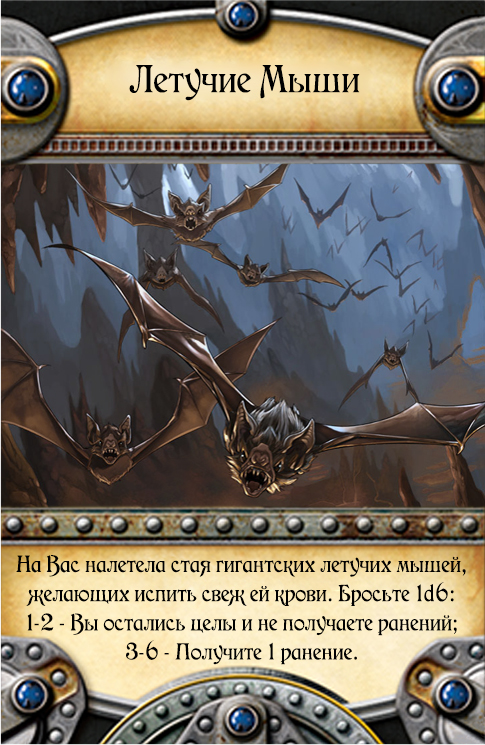 Летучие Мыши
На Вас налетела стая гигантских летучих мышей,
желающих испить свеж ей крови. Бросьте 1d6:
1-2 - Вы остались целы и не получаете ранений;
3-6 - Получите 1 ранение.